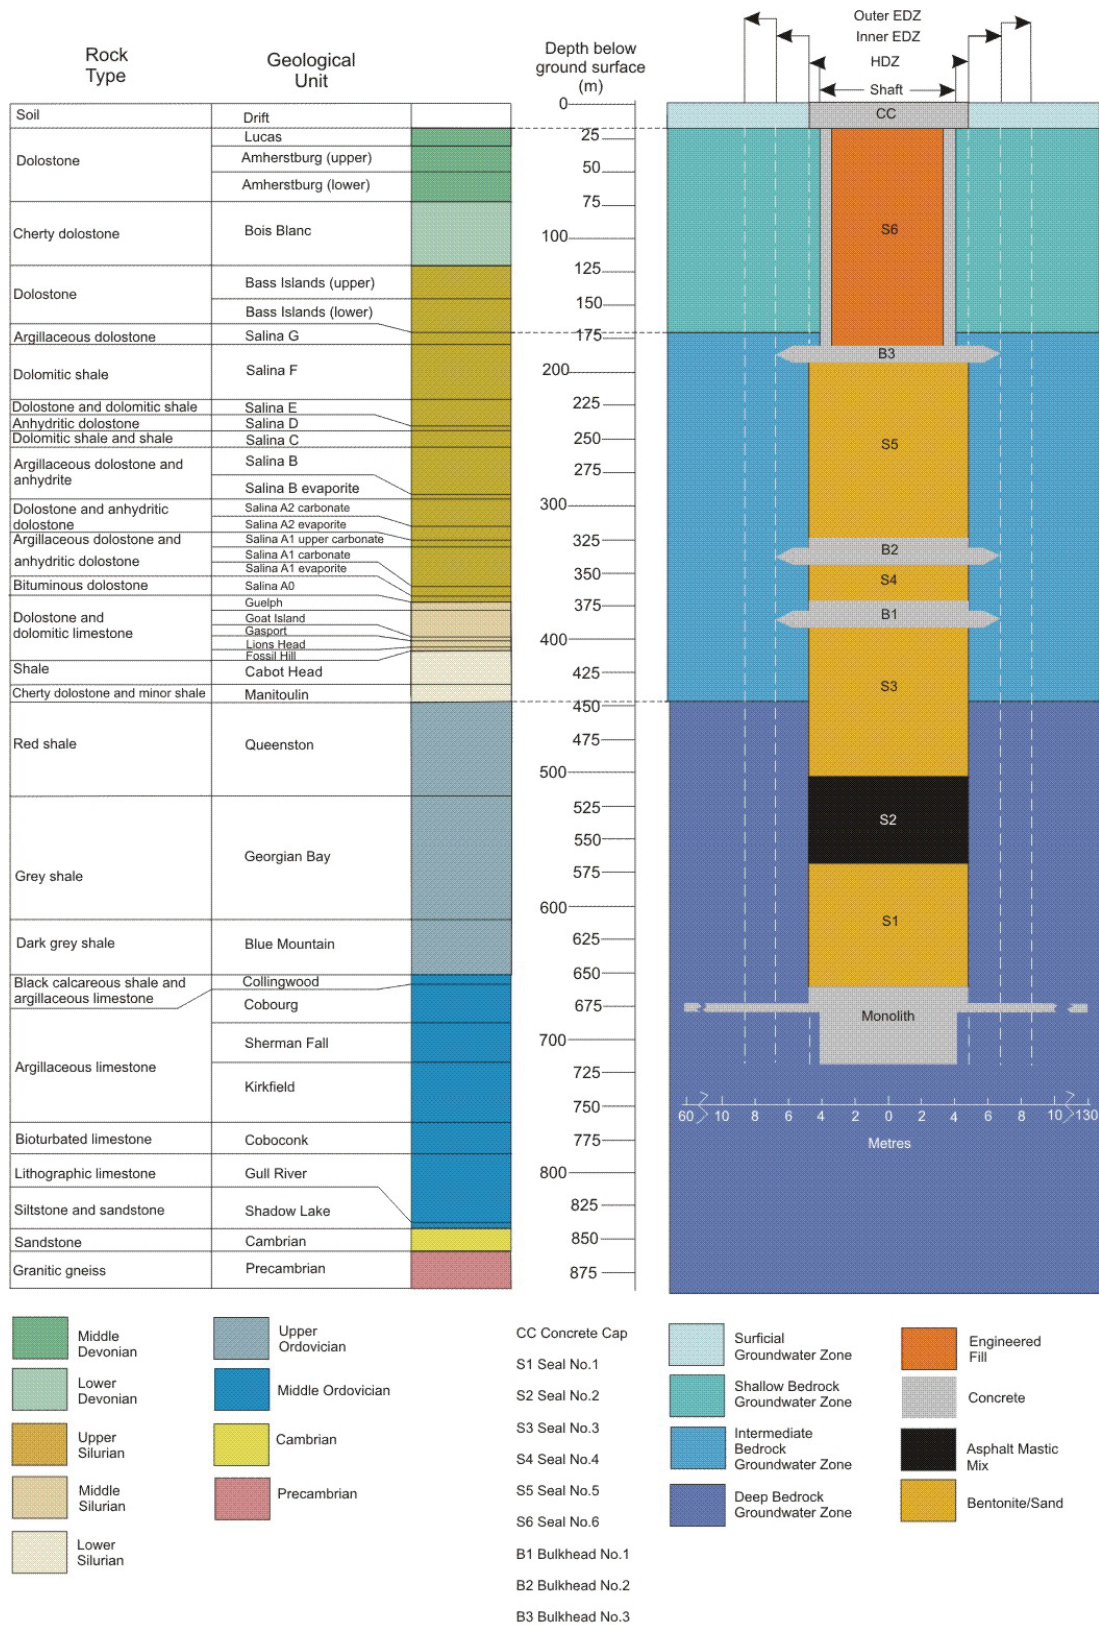 Outer EDZ
Inner EDZ
HDZ
Shaft
Rock
Type
Geological
Unit
Depth below
ground surface
(m)
Soil
Drift
Dolostone
Lucas
Amherstburg (upper)
Amherstburg (lower)
Cherty dolostone
Bois Blanc
Dolostone
Bass Islands (upper)
Bass Islands (lower)
Argillaceous dolostone
Salina G
Dolomitic shale
Salina F
Dolostone and dolomitic shale
Salina E
Anhydritic dolostone
Salina D
Dolomitic shale and shale
Salina C
Argillaceous dolostone and
anhydrite
Salina B
Salina B evaporite
Dolostone and anhydritic
dolostone
Salina A2 carbonate
Salina A2 evaporite
Argillaceous dolostone and
anhydritic dolostone
Salina A1 upper carbonate
Salina A1 carbonate
Salina A1 evaporite
Bituminous dolostone
Salina A0
Dolostone and
dolomitic limestone
Guelph
Goat Island
Gasport
Lions Head
Fossil Hill
Shale
Cabot Head
Cherty dolostone and minor shale
Manitoulin
Red shale
Queenston
Grey shale
Georgian Bay
Dark grey shale
Blue Mountain
Black calcareous shale and
argillaceous limestone
Collingwood
Cobourg
Argillaceous limestone
Sherman Fall
Kirkfield
Bioturbated limestone
Coboconk
Lithographic limestone
Gull River
Siltstone and sandstone
Shadow Lake
Sandstone
Cambrian
Granitic gneiss
Precambrian
0
25
50
75
100
125
150
175
200
225
250
275
300
325
350
375
400
425
450
475
500
525
550
575
600
625
650
675
700
725
750
775
800
825
850
875
CC
S6
B3
S5
B2
S4
B1
S3
S2
S1
Monolith
60 10 8 6 4 2 0 2 4 6 8 10 130
Metres
Middle
Devonian
Lower
Devonian
Upper
Silurian
Middle
Silurian
Lower
Silurian
Upper
Ordovician
Middle Ordovician
Cambrian
Precambrian
CC Concrete Cap
S1 Seal No.1
S2 Seal No.2
S3 Seal No.3
S4 Seal No.4
S5 Seal No.5
S6 Seal No.6
B1 Bulkhead No.1
B2 Bulkhead No.2
B3 Bulkhead No.3
Surficial
Groundwater Zone
Shallow Bedrock
Groundwater Zone
Intermediate
Bedrock
Groundwater Zone
Deep Bedrock
Groundwater Zone
Engineered
Fill
Concrete
Asphalt Mastic
Mix
Bentonite/Sand